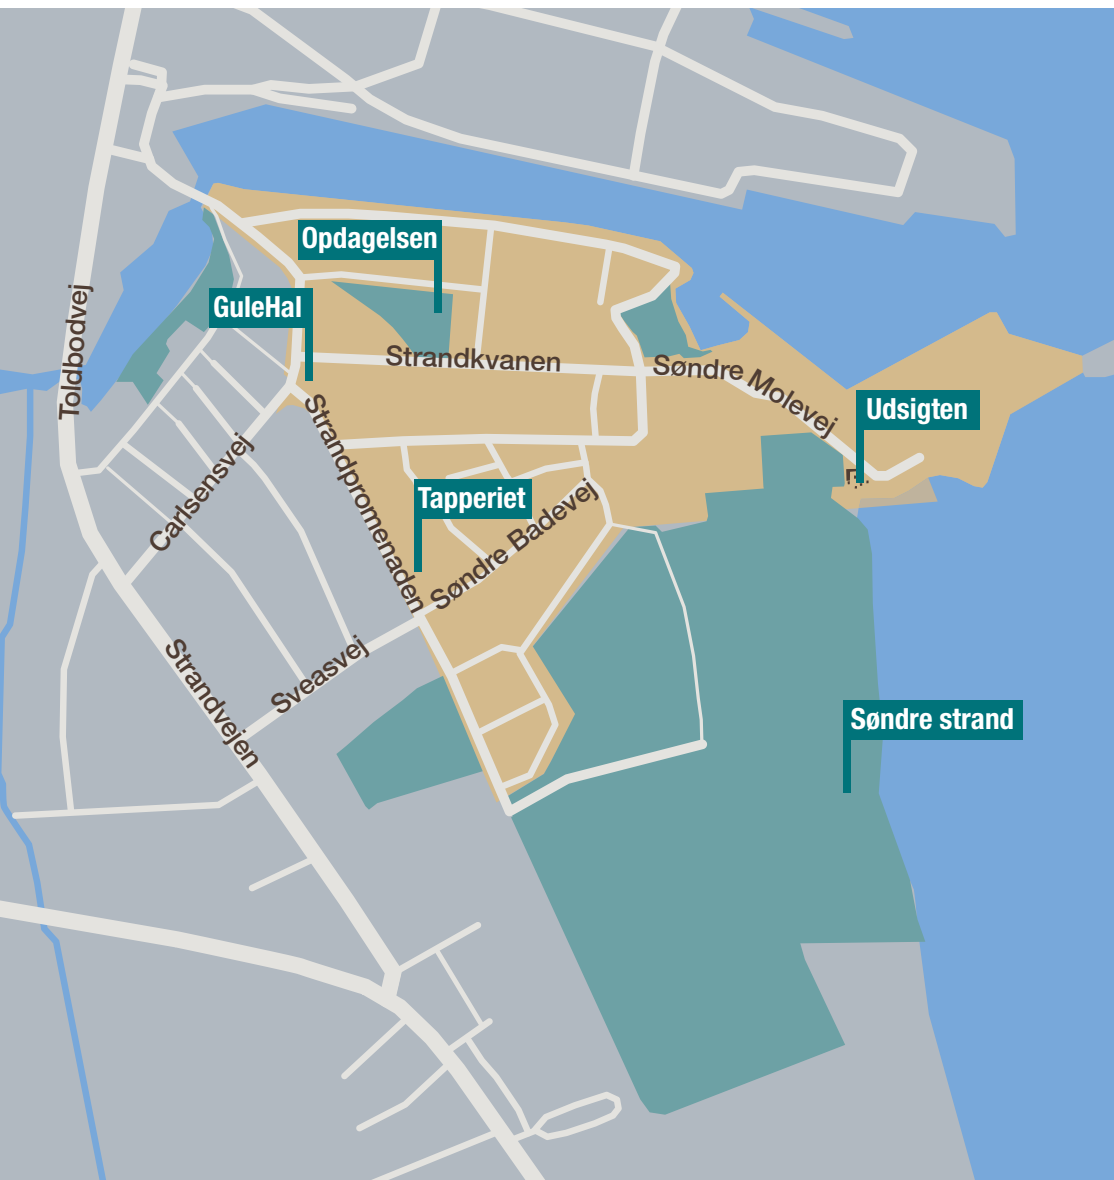 Opdagelsen
GuleHal
Toldbodvej
Strandkvanen
Søndre Molevej
Udsigten
Strandpromenaden
Carlsensvej
Tapperiet
Søndre Badevej
Strandvejen
Sveasvej
Søndre strand